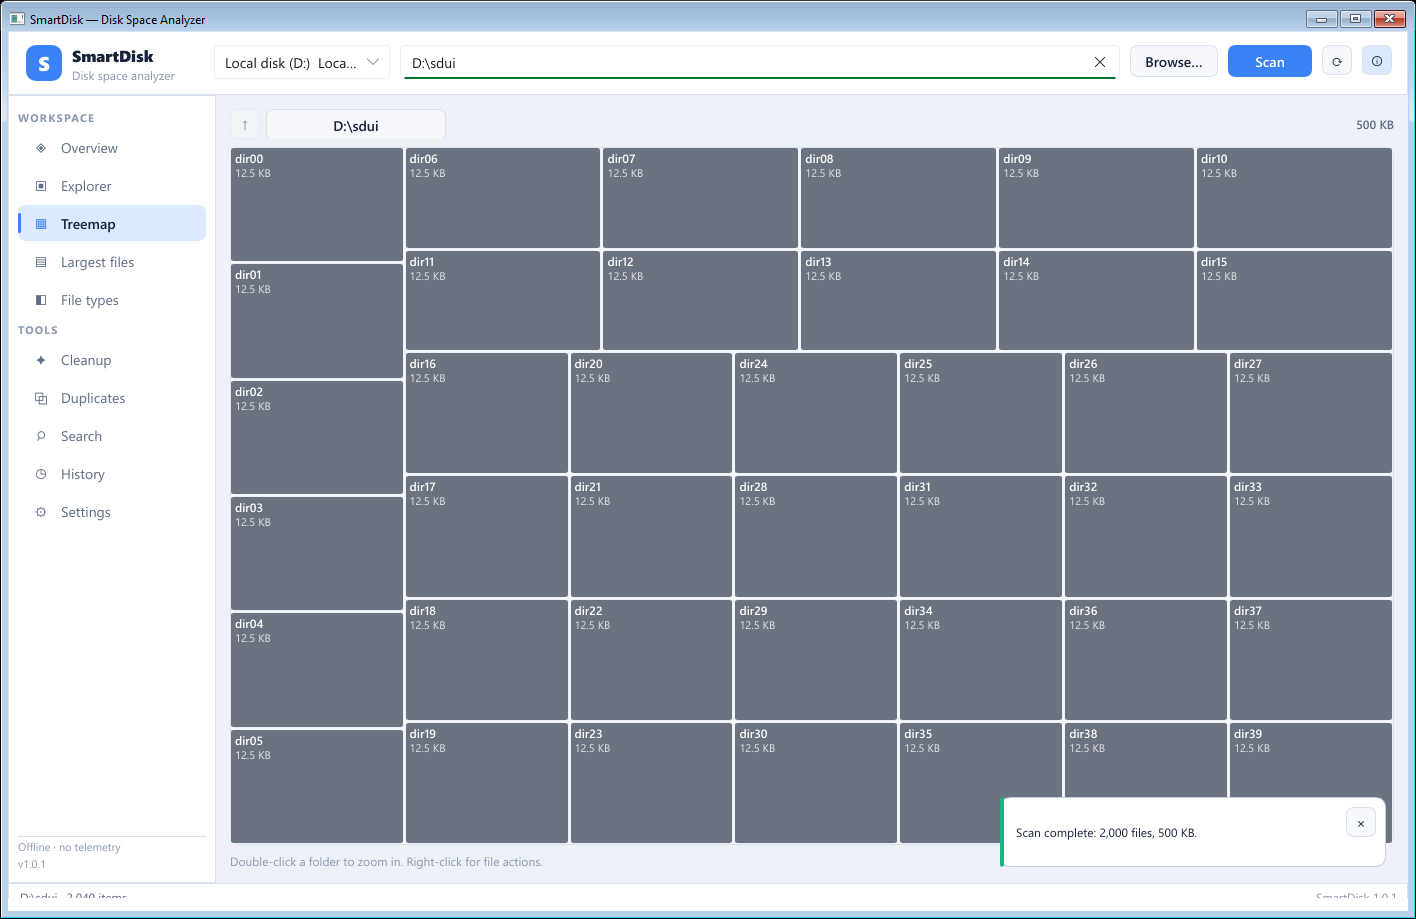 SmartDisk — Disk Space Analyzer
S
SmartDisk
Disk space analyzer
Local disk (D:) Loca...
D:\sdui
Browse...
Scan
WORKSPACE
Overview
Explorer
Treemap
Largest files
File types
TOOLS
Cleanup
Duplicates
Search
History
Settings
Offline · no telemetry
v1.0.1
D:\sdui
500 KB
dir00
12.5 KB
dir06
12.5 KB
dir07
12.5 KB
dir08
12.5 KB
dir09
12.5 KB
dir10
12.5 KB
dir01
12.5 KB
dir11
12.5 KB
dir12
12.5 KB
dir13
12.5 KB
dir14
12.5 KB
dir15
12.5 KB
dir02
12.5 KB
dir16
12.5 KB
dir20
12.5 KB
dir24
12.5 KB
dir25
12.5 KB
dir26
12.5 KB
dir27
12.5 KB
dir03
12.5 KB
dir17
12.5 KB
dir21
12.5 KB
dir28
12.5 KB
dir31
12.5 KB
dir32
12.5 KB
dir33
12.5 KB
dir04
12.5 KB
dir18
12.5 KB
dir22
12.5 KB
dir29
12.5 KB
dir34
12.5 KB
dir36
12.5 KB
dir37
12.5 KB
dir05
12.5 KB
dir19
12.5 KB
dir23
12.5 KB
dir30
12.5 KB
dir35
12.5 KB
dir38
12.5 KB
dir39
12.5 KB
Scan complete: 2,000 files, 500 KB.
Double-click a folder to zoom in. Right-click for file actions.
D:\sdui · 2,040 items
SmartDisk 1.0.1